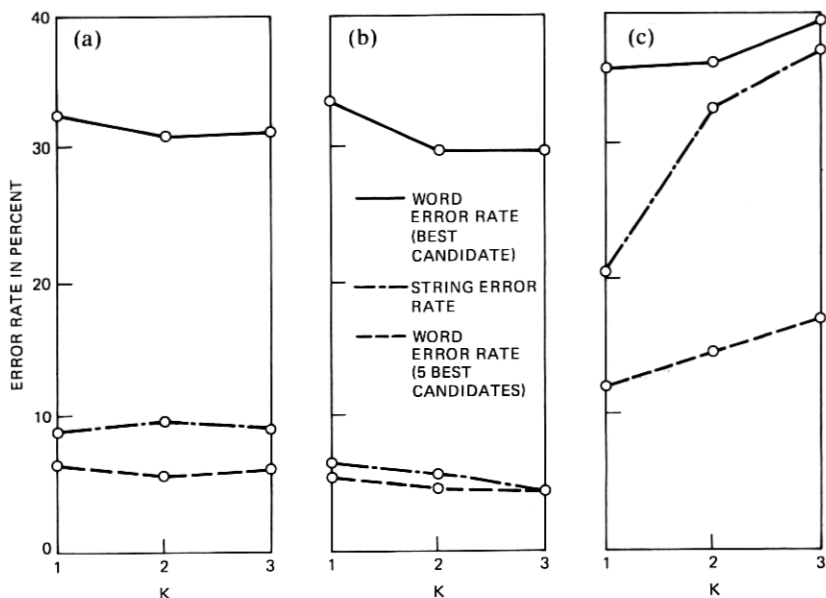 40
(a)
(b)
(c)
30
20
10
0
ERROR RATE IN PERCENT
WORD
ERROR RATE
(BEST
CANDIDATE)
STRING ERROR
RATE
WORD
ERROR RATE
(5 BEST
CANDIDATES)
1 2 3
K
1 2 3
K
1 2 3
K